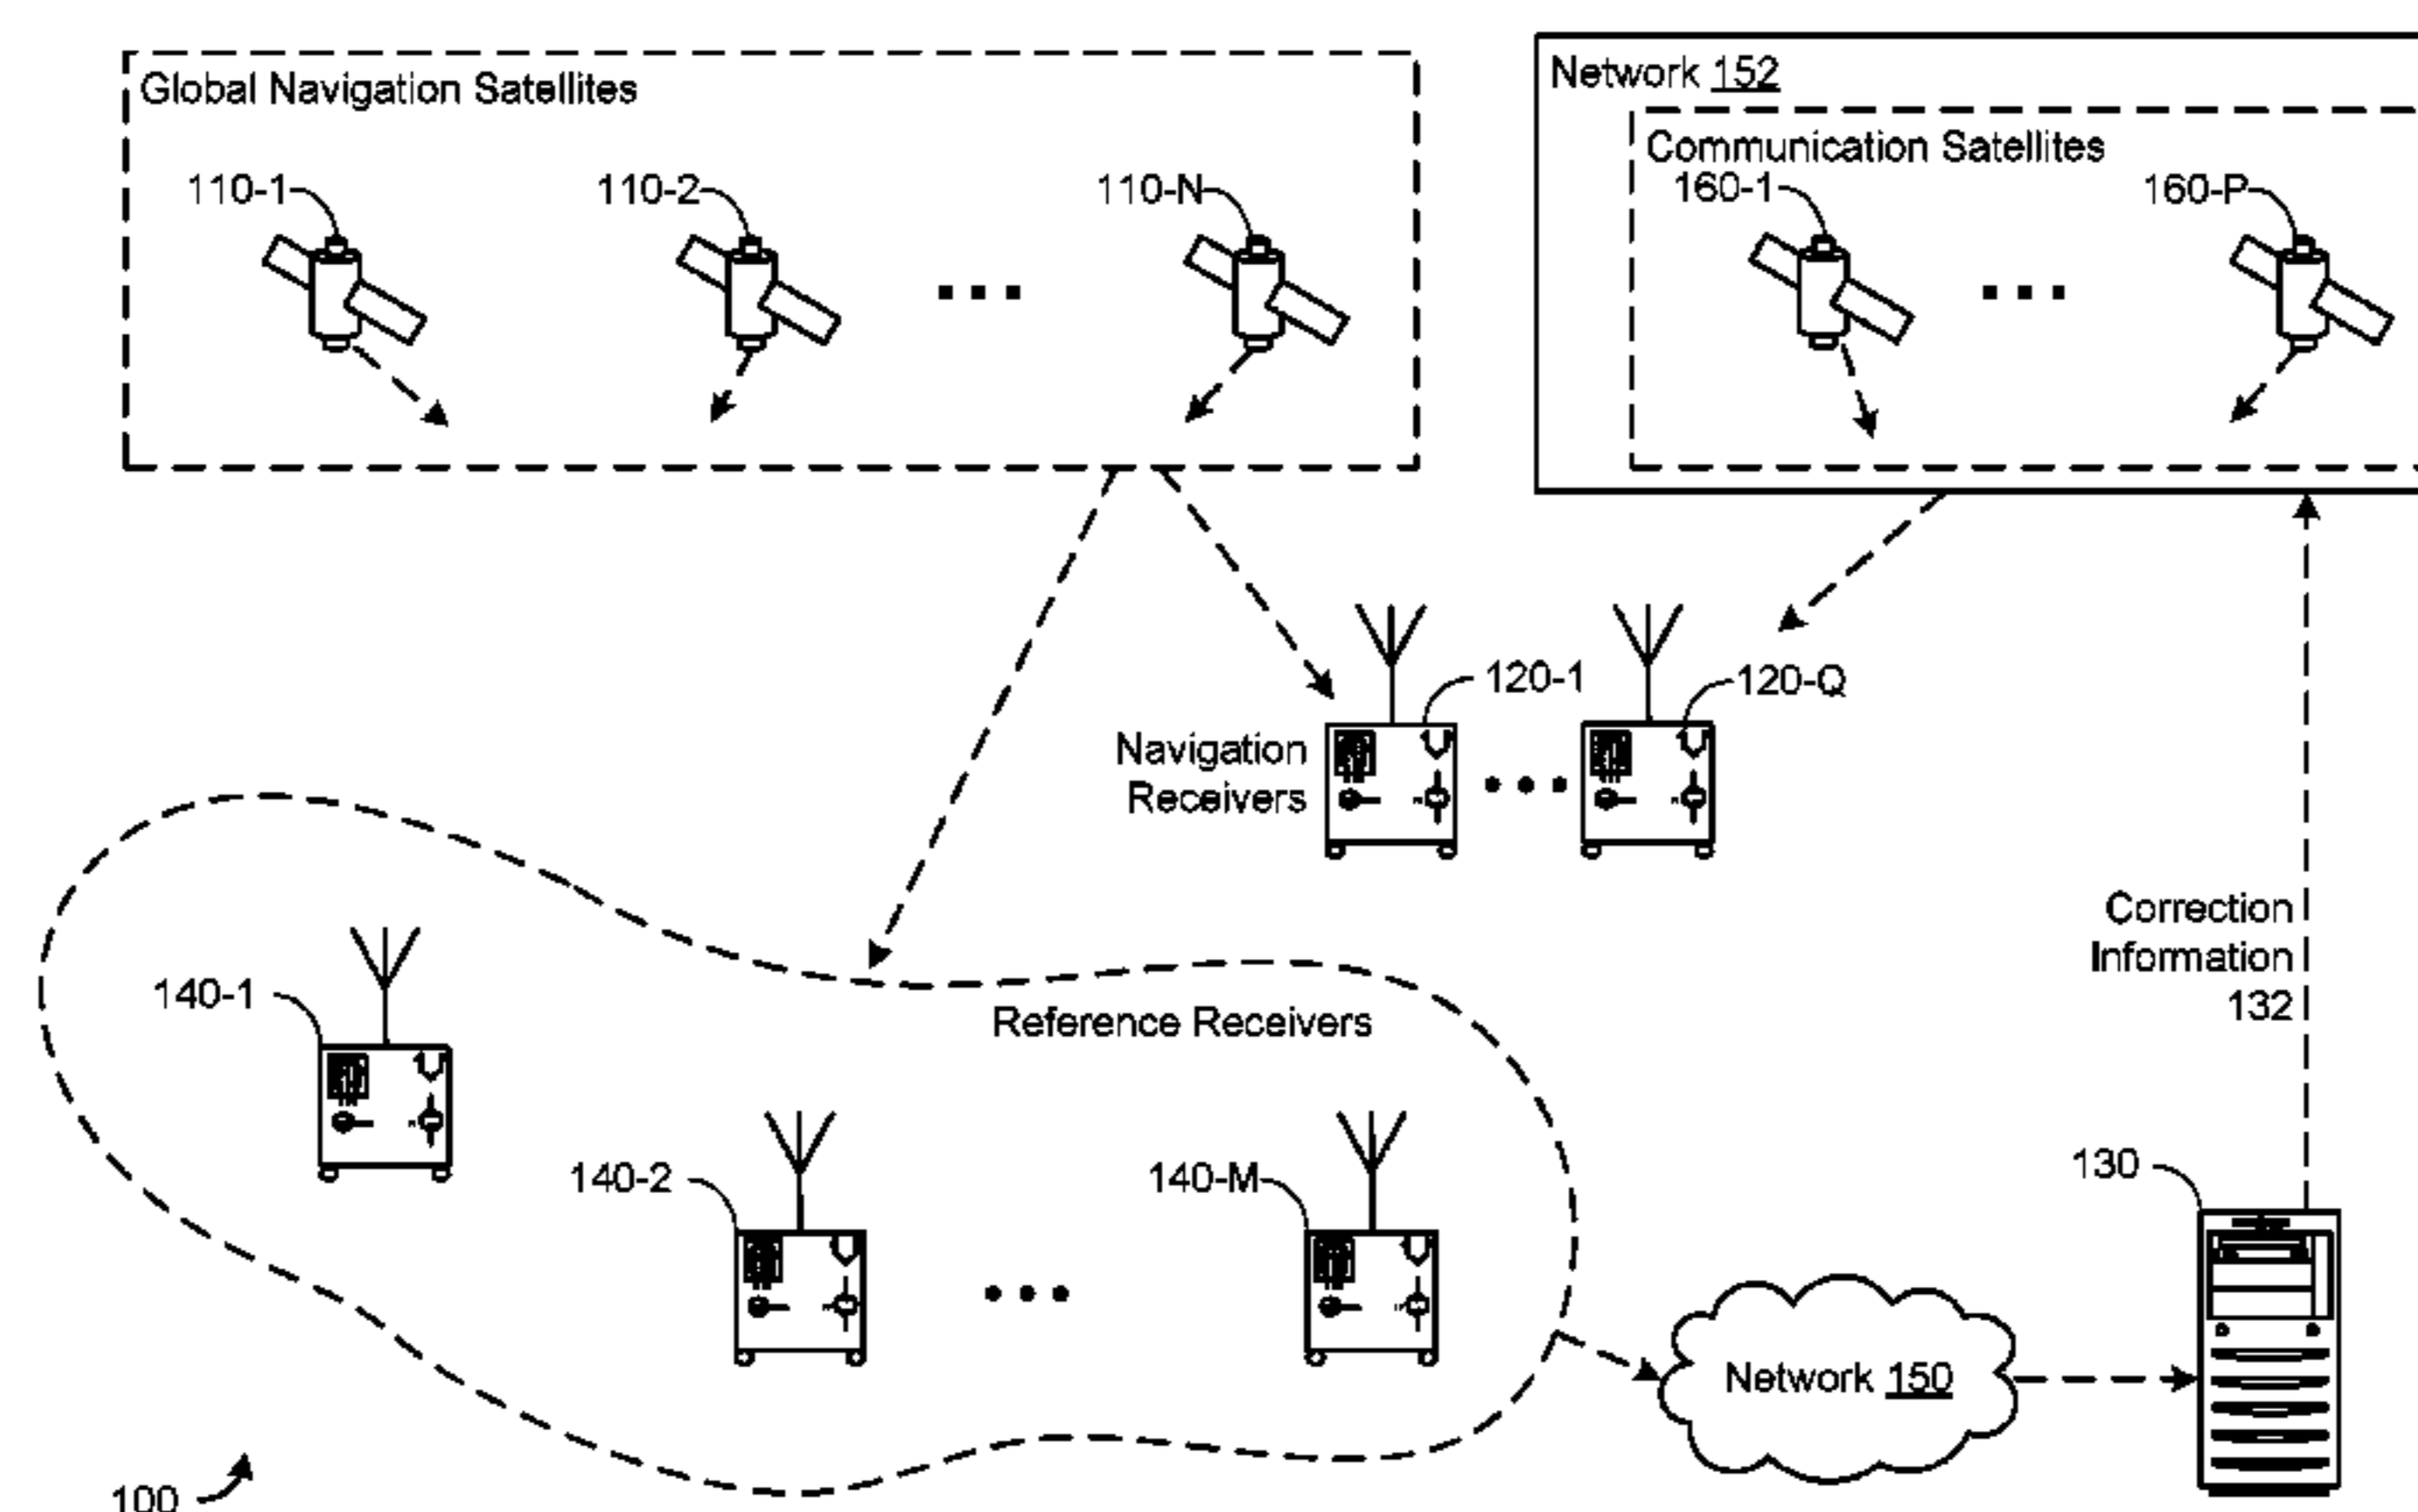 Global Navigation Satellites
110-1
110-2
110-N
Network 152
Communication Satellites
160-1
160-P
120-1
120-Q
Navigation
Receivers
Correction
Information
132
Reference Receivers
140-1
140-2
140-M
130
Network 150
100